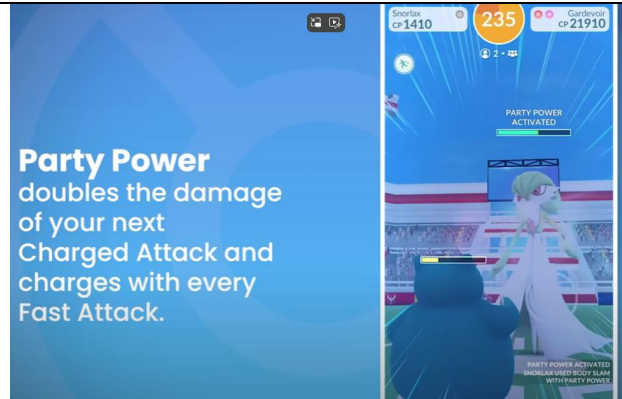 Party Power
doubles the damage
of your next
Charged Attack and
charges with every
Fast Attack.
Snorlax
CP 1410
235
Gardevoir
CP 21910
2
PARTY POWER
ACTIVATED
PARTY POWER ACTIVATED
SNORLAX USED BODY SLAM
WITH PARTY POWER